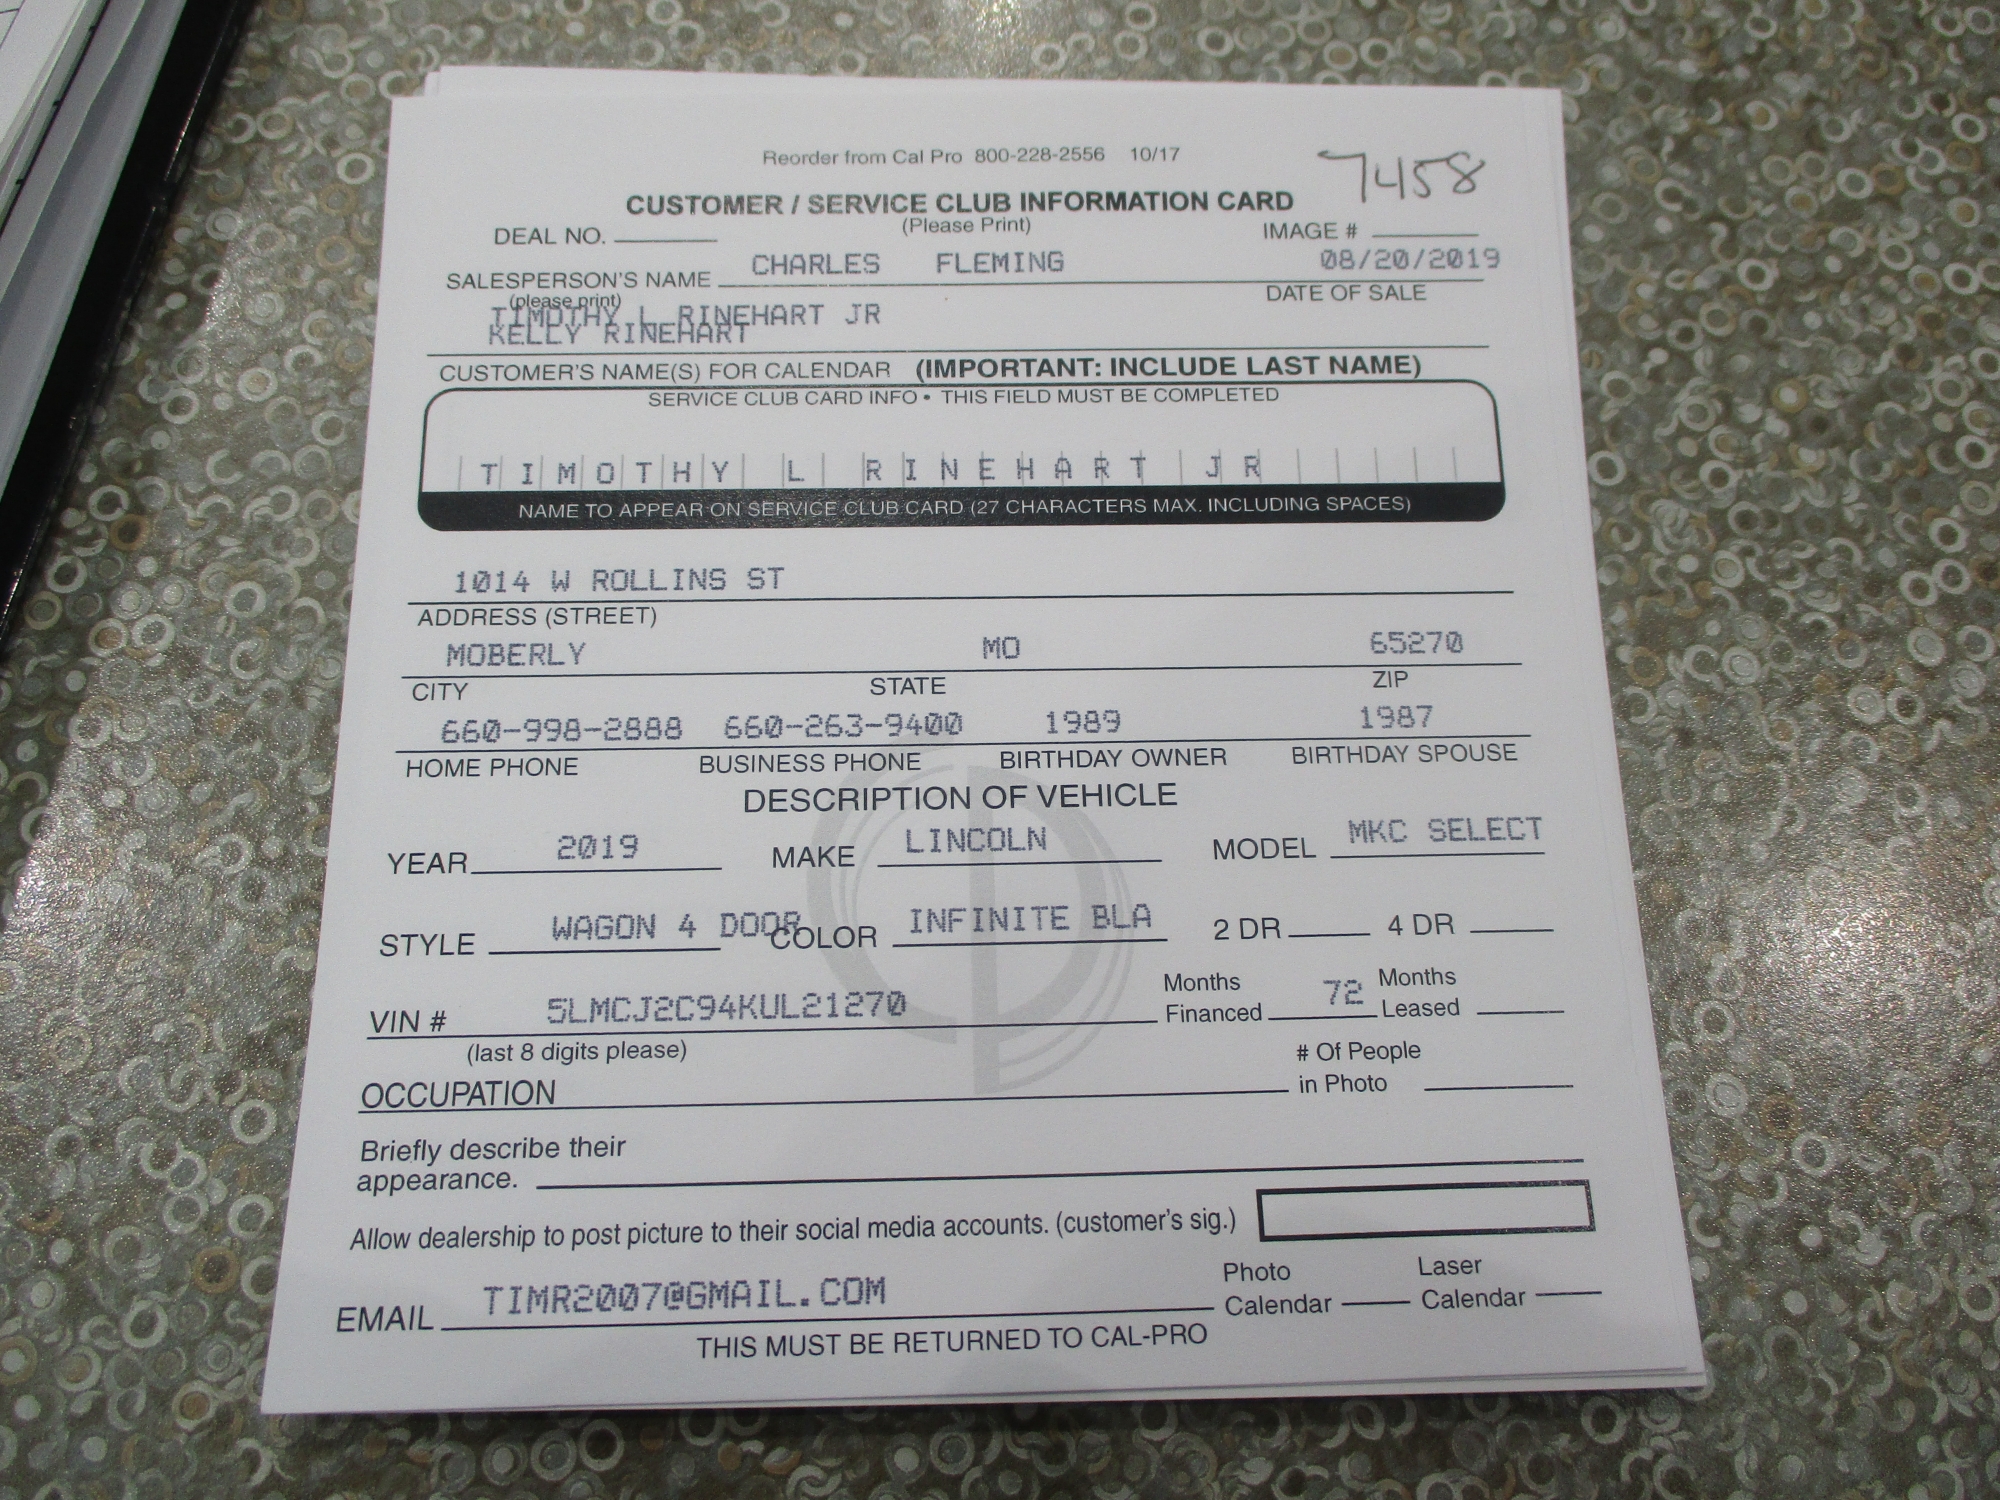 Reorder from Cal Pro 800-228-2556 10/17
7458
CUSTOMER / SERVICE CLUB INFORMATION CARD
(Please Print)
DEAL NO. IMAGE #
SALESPERSON'S NAME CHARLES FLEMING 08/20/2019
(please print) DATE OF SALE
TIMOTHY L RINEHART JR
KELLY RINEHART
CUSTOMER'S NAME(S) FOR CALENDAR (IMPORTANT: INCLUDE LAST NAME)
SERVICE CLUB CARD INFO • THIS FIELD MUST BE COMPLETED
TIMOTHY L RINEHART JR
NAME TO APPEAR ON SERVICE CLUB CARD (27 CHARACTERS MAX. INCLUDING SPACES)
1014 W ROLLINS ST
ADDRESS (STREET)
MOBERLY MO 65270
CITY STATE ZIP
660-998-2888 660-263-9400 1989 1987
HOME PHONE BUSINESS PHONE BIRTHDAY OWNER BIRTHDAY SPOUSE
DESCRIPTION OF VEHICLE
YEAR 2019 MAKE LINCOLN MODEL MKC SELECT
STYLE WAGON 4 DOOR COLOR INFINITE BLA 2 DR 4 DR
VIN # 5LMCJ2C94KUL21270 Months Financed 72 Months Leased
(last 8 digits please)
OCCUPATION # Of People in Photo
Briefly describe their
appearance.
Allow dealership to post picture to their social media accounts. (customer's sig.)
EMAIL TIMR2007@GMAIL.COM Photo Calendar Laser Calendar
THIS MUST BE RETURNED TO CAL-PRO